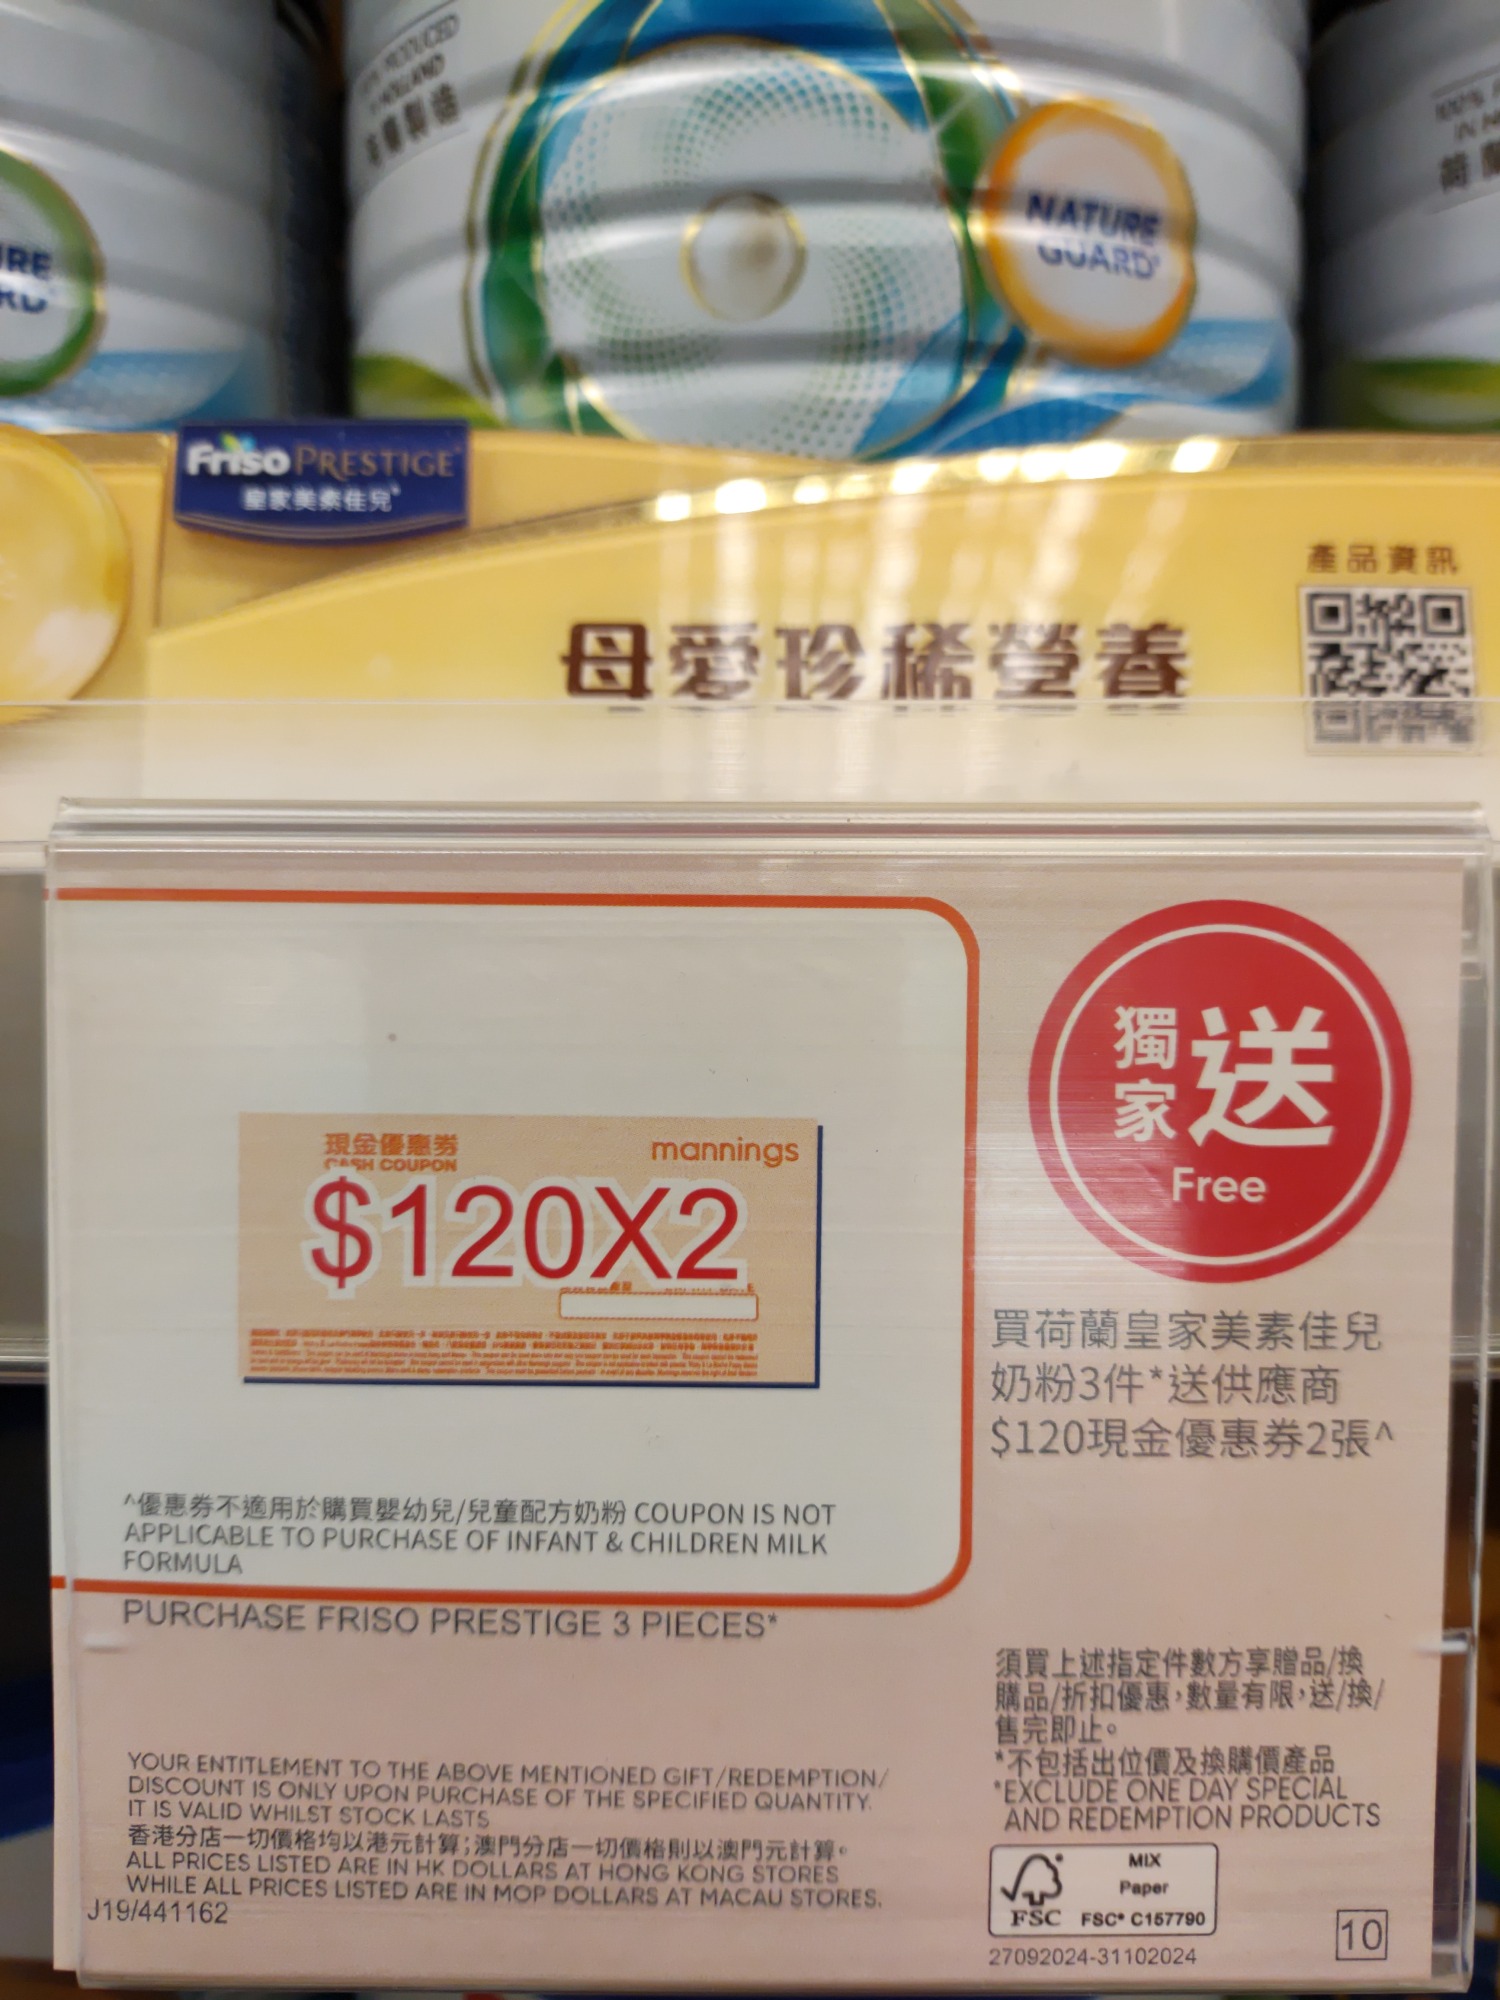 PRODUCED
HOLLAND
荷蘭製造
NATURE
GUARD
100%
IN
荷蘭
Friso PRESTIGE
皇家美素佳兒
產品資訊
母愛珍稀營養
現金優惠券
CASH COUPON
mannings
$120X2
獨家
送
Free
買荷蘭皇家美素佳兒
奶粉3件*送供應商
$120現金優惠券2張^
^優惠券不適用於購買嬰幼兒/兒童配方奶粉 COUPON IS NOT
APPLICABLE TO PURCHASE OF INFANT & CHILDREN MILK
FORMULA
PURCHASE FRISO PRESTIGE 3 PIECES*
須買上述指定件數方享贈品/換
購品/折扣優惠,數量有限,送/換/
售完即止。
*不包括出位價及換購價產品
*EXCLUDE ONE DAY SPECIAL
AND REDEMPTION PRODUCTS
YOUR ENTITLEMENT TO THE ABOVE MENTIONED GIFT/REDEMPTION/
DISCOUNT IS ONLY UPON PURCHASE OF THE SPECIFIED QUANTITY.
IT IS VALID WHILST STOCK LASTS
香港分店一切價格均以港元計算;澳門分店一切價格則以澳門元計算。
ALL PRICES LISTED ARE IN HK DOLLARS AT HONG KONG STORES
WHILE ALL PRICES LISTED ARE IN MOP DOLLARS AT MACAU STORES.
J19/441162
FSC
MIX
Paper
FSC® C157790
27092024-31102024
10